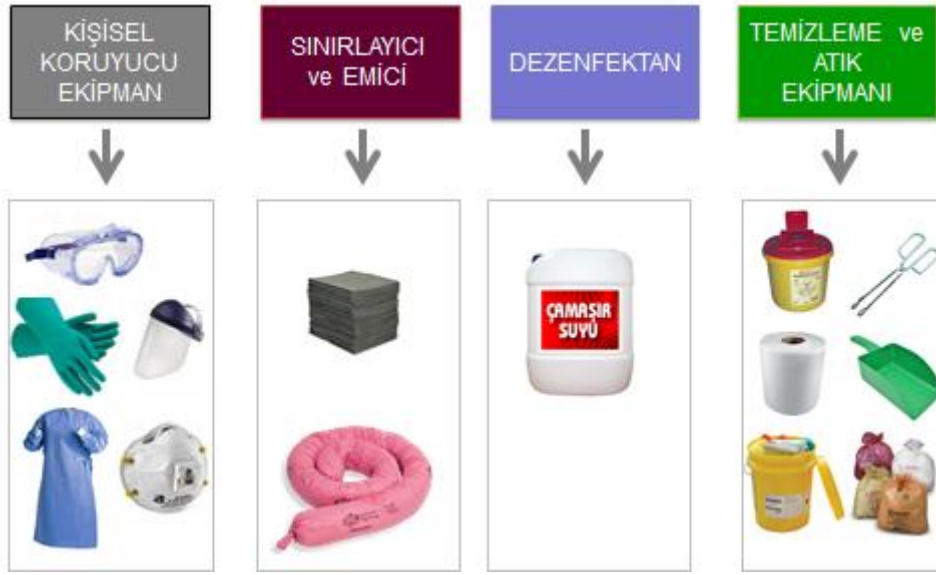 KİŞİSEL
KORUYUCU
EKİPMAN
SINIRLAYICI
ve EMİCİ
DEZENFEKTAN
TEMİZLEME ve
ATIK
EKİPMANI
ÇAMAŞIR
SUYU